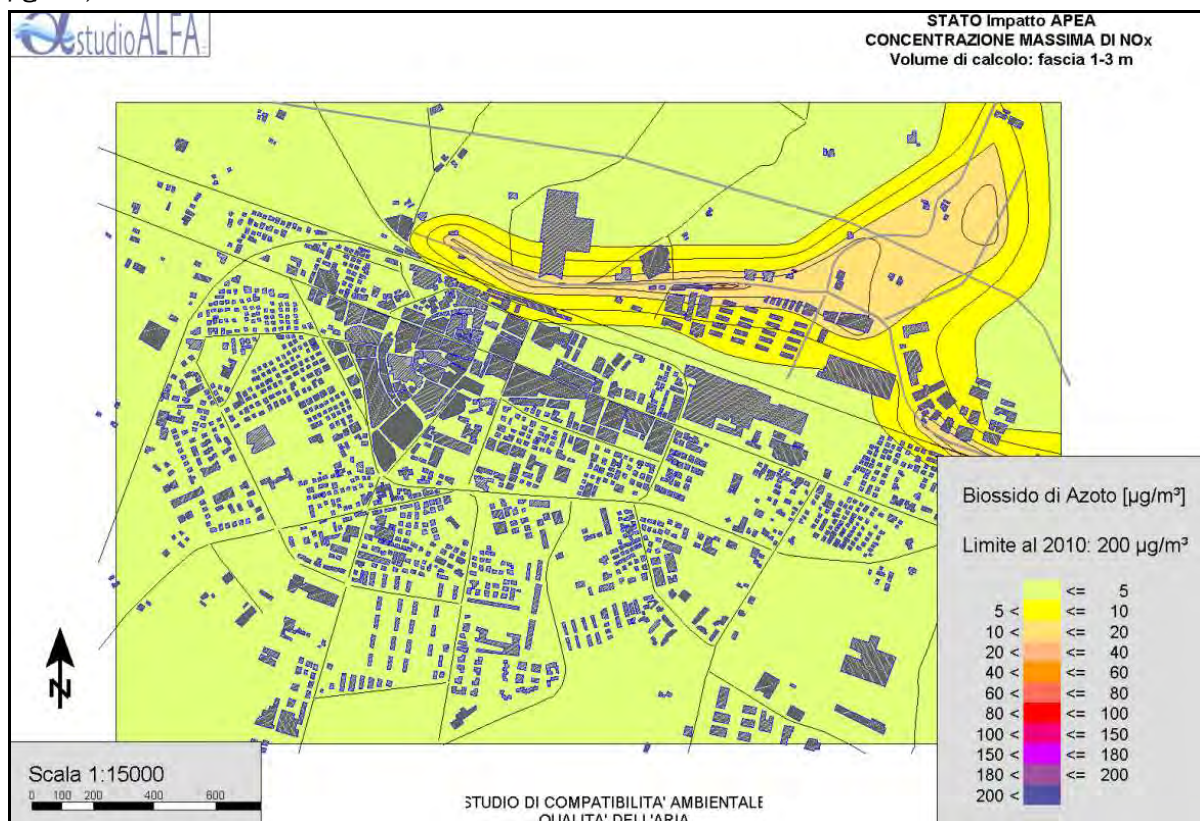 studioALFA
STATO Impatto APEA
CONCENTRAZIONE MASSIMA DI NOx
Volume di calcolo: fascia 1-3 m
N
Biossido di Azoto [µg/m³]
Limite al 2010: 200 µg/m³
<= 5
5 < <= 10
10 < <= 20
20 < <= 40
40 < <= 60
60 < <= 80
80 < <= 100
100 < <= 150
150 < <= 180
180 < <= 200
200 <
Scala 1:15000
0 100 200 400 600
STUDIO DI COMPATIBILITA' AMBIENTALE
QUALITA' DELL'ARIA